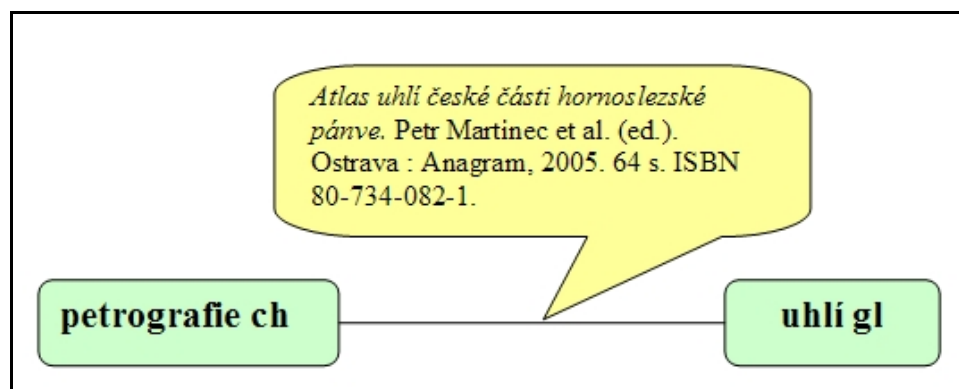 Atlas uhlí české části hornoslezské
pánve. Petr Martinec et al. (ed.).
Ostrava : Anagram, 2005. 64 s. ISBN
80-734-082-1.
petrografie ch
uhlí gl